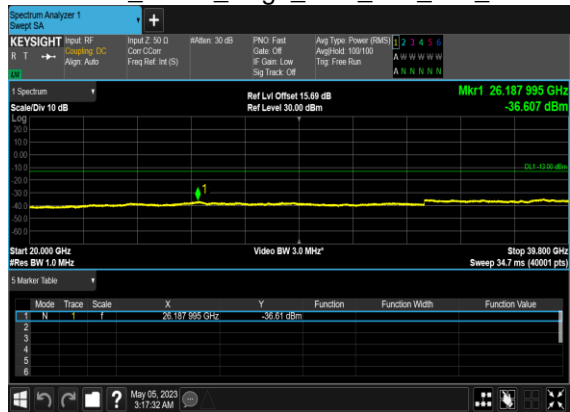 Spectrum Analyzer 1
Swept SA
KEYSIGHT Input: RF Input Z: 50 Ω #Atten: 30 dB PNO: Fast Avg Type: Power (RMS) 1 2 3 4 5 6
R T Coupling: DC Corr CCorr Gate: Off Avg|Hold: 100/100 A W W W W W
Align: Auto Freq Ref: Int (S) IF Gain: Low Trig: Free Run
Sig Track: Off A N N N N N
1 Spectrum Ref Lvl Offset 15.69 dB Mkr1 26.187 995 GHz
Scale/Div 10 dB Ref Level 30.00 dBm -36.607 dBm
Log
20.0
10.0
0.00
-10.0
DL1 -13.00 dBm
-20.0
1
-30.0
-40.0
-50.0
-60.0
Start 20.000 GHz Video BW 3.0 MHz* Stop 39.800 GHz
#Res BW 1.0 MHz Sweep 34.7 ms (40001 pts)
5 Marker Table
Mode Trace Scale X Y Function Function Width Function Value
1 N 1 f 26.187 995 GHz -36.61 dBm
2
3
4
5
6
May 05, 2023
3:17:32 AM